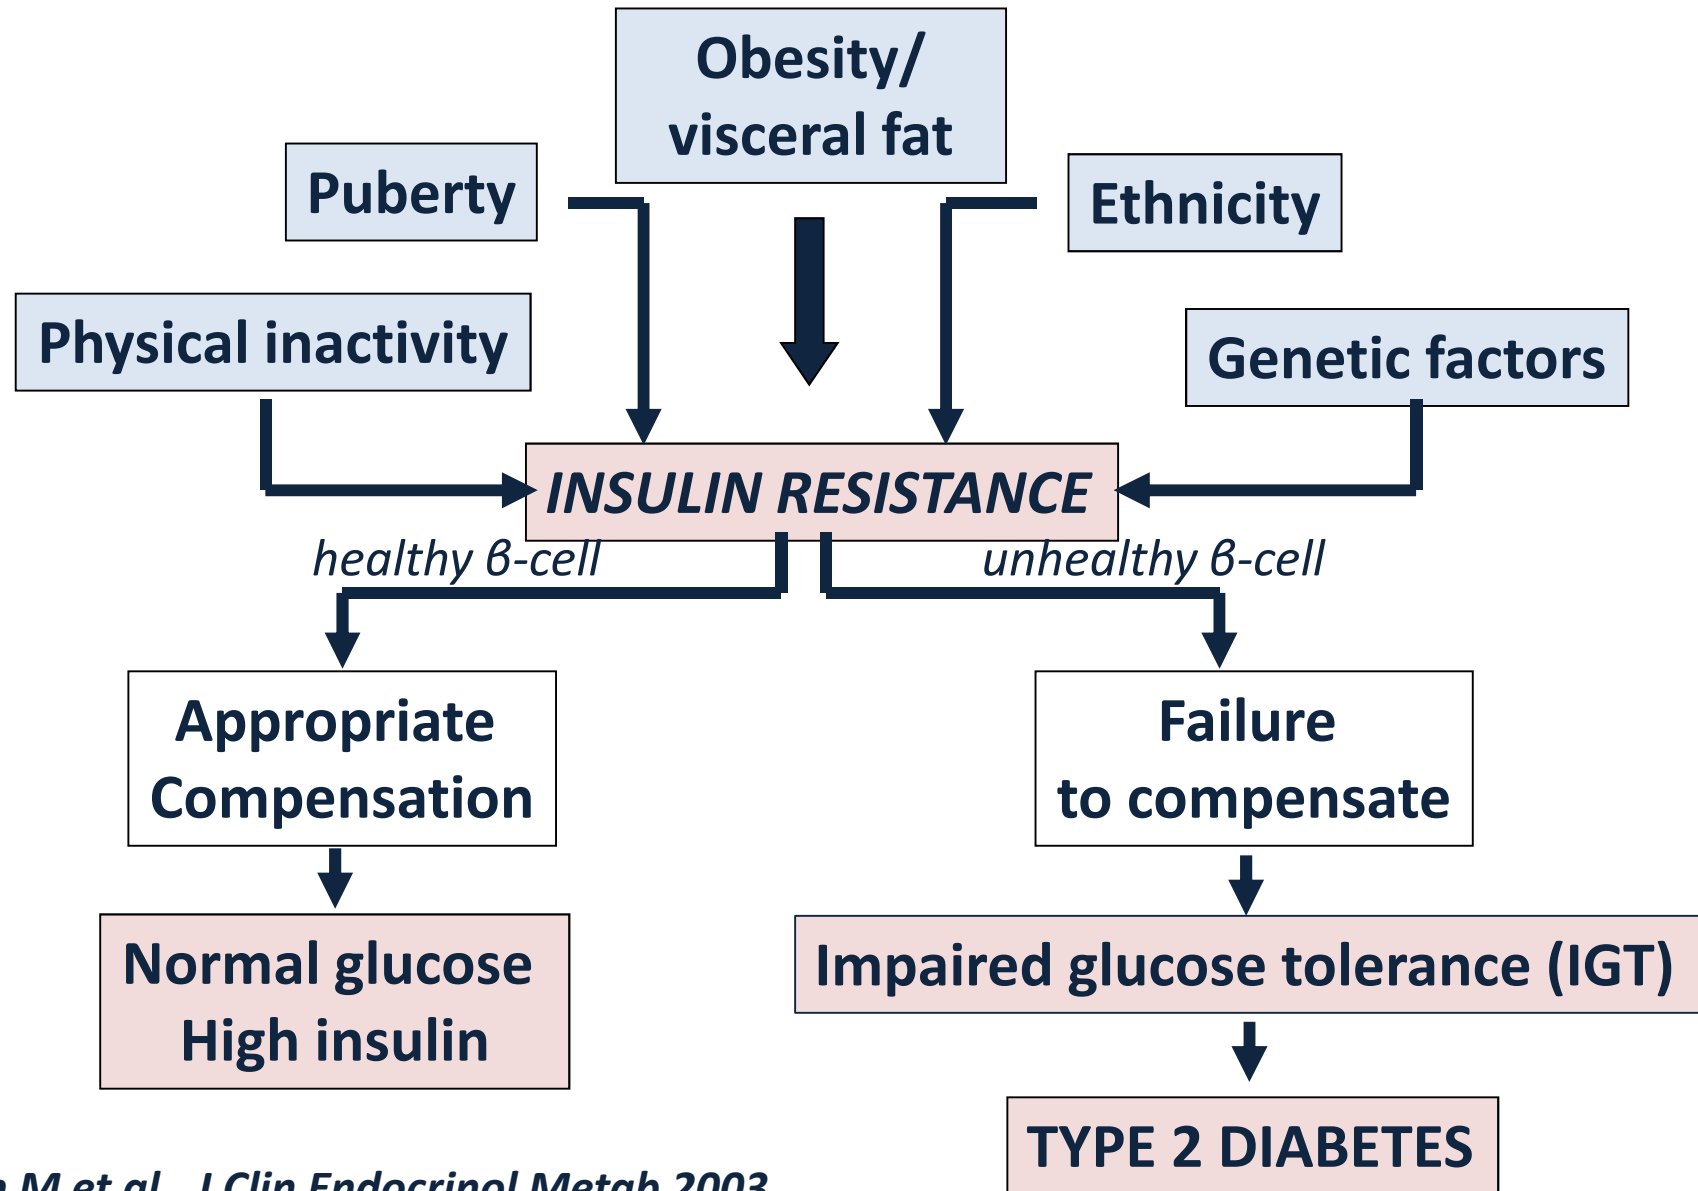 Obesity/
visceral fat
Puberty
Ethnicity
Physical inactivity
Genetic factors
INSULIN RESISTANCE
healthy β-cell
unhealthy β-cell
Appropriate
Compensation
Failure
to compensate
Normal glucose
High insulin
Impaired glucose tolerance (IGT)
TYPE 2 DIABETES
M et al. J Clin Endocrinol Metab 2003